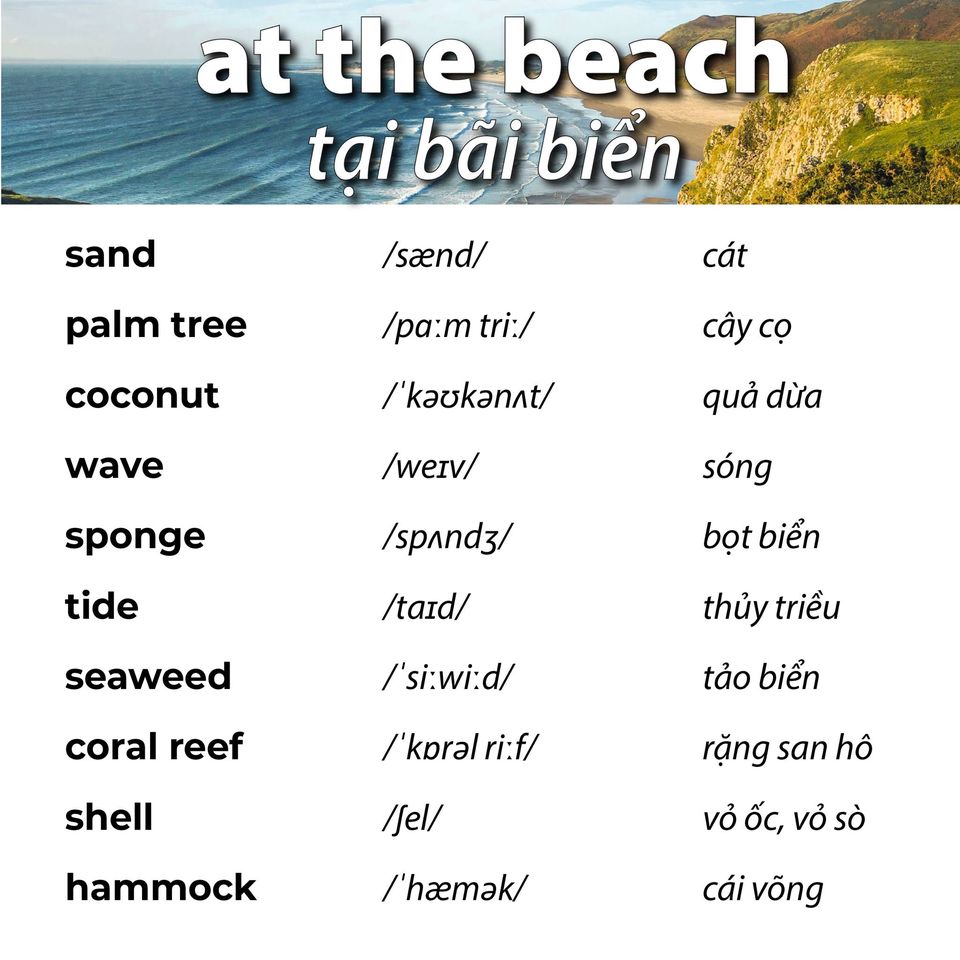 at the beach
tại bãi biển
sand /sænd/ cát
palm tree /pɑːm triː/ cây cọ
coconut /ˈkəʊkənʌt/ quả dừa
wave /weɪv/ sóng
sponge /spʌndʒ/ bọt biển
tide /taɪd/ thủy triều
seaweed /ˈsiːwiːd/ tảo biển
coral reef /ˈkɒrəl riːf/ rặng san hô
shell /ʃel/ vỏ ốc, vỏ sò
hammock /ˈhæmək/ cái võng